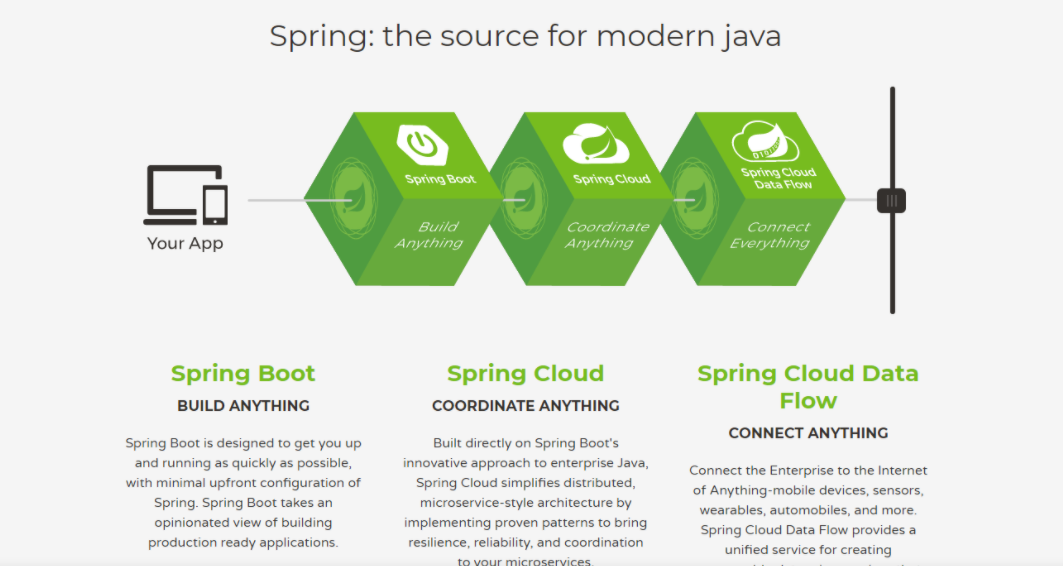 Spring: the source for modern java
Spring Boot
Spring Cloud
Spring Cloud
Data Flow
Build
Anything
Coordinate
Anything
Connect
Everything
Your App
Spring Boot
BUILD ANYTHING
Spring Boot is designed to get you up
and running as quickly as possible,
with minimal upfront configuration of
Spring. Spring Boot takes an
opinionated view of building
production ready applications.
Spring Cloud
COORDINATE ANYTHING
Built directly on Spring Boot's
innovative approach to enterprise Java,
Spring Cloud simplifies distributed,
microservice-style architecture by
implementing proven patterns to bring
resilience, reliability, and coordination
to your microservices.
Spring Cloud Data
Flow
CONNECT ANYTHING
Connect the Enterprise to the Internet
of Anything-mobile devices, sensors,
wearables, automobiles, and more.
Spring Cloud Data Flow provides a
unified service for creating